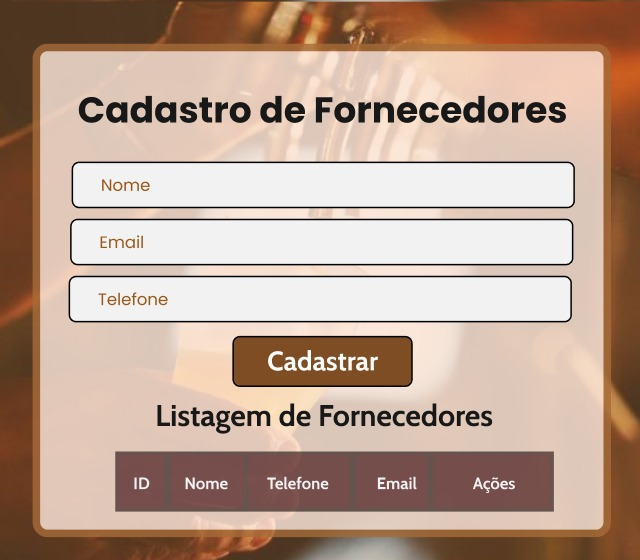 Cadastro de Fornecedores
Nome
Email
Telefone
Cadastrar
Listagem de Fornecedores
ID Nome Telefone Email Ações